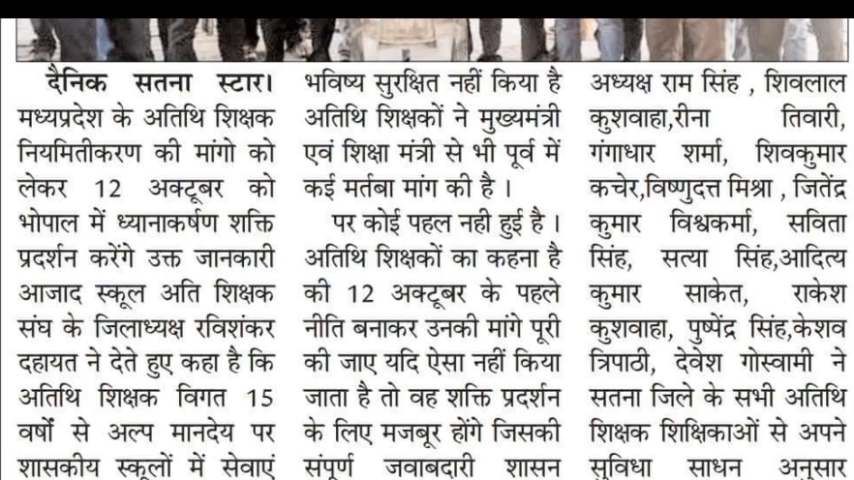 दैनिक सतना स्टार।
मध्यप्रदेश के अतिथि शिक्षक
नियमितीकरण की मांगो को
लेकर 12 अक्टूबर को
भोपाल में ध्यानाकर्षण शक्ति
प्रदर्शन करेंगे उक्त जानकारी
आजाद स्कूल अति शिक्षक
संघ के जिलाध्यक्ष रविशंकर
दहायत ने देते हुए कहा है कि
अतिथि शिक्षक विगत 15
वर्षों से अल्प मानदेय पर
शासकीय स्कूलों में सेवाएं
भविष्य सुरक्षित नहीं किया है
अतिथि शिक्षकों ने मुख्यमंत्री
एवं शिक्षा मंत्री से भी पूर्व में
कई मर्तबा मांग की है ।
पर कोई पहल नही हुई है ।
अतिथि शिक्षकों का कहना है
की 12 अक्टूबर के पहले
नीति बनाकर उनकी मांगे पूरी
की जाए यदि ऐसा नहीं किया
जाता है तो वह शक्ति प्रदर्शन
के लिए मजबूर होंगे जिसकी
संपूर्ण जवाबदारी शासन
अध्यक्ष राम सिंह , शिवलाल
कुशवाहा,रीना तिवारी,
गंगाधार शर्मा, शिवकुमार
कचेर,विष्णुदत्त मिश्रा , जितेंद्र
कुमार विश्वकर्मा, सविता
सिंह, सत्या सिंह,आदित्य
कुमार साकेत, राकेश
कुशवाहा, पुष्पेंद्र सिंह,केशव
त्रिपाठी, देवेश गोस्वामी ने
सतना जिले के सभी अतिथि
शिक्षक शिक्षिकाओं से अपने
सुविधा साधन अनुसार